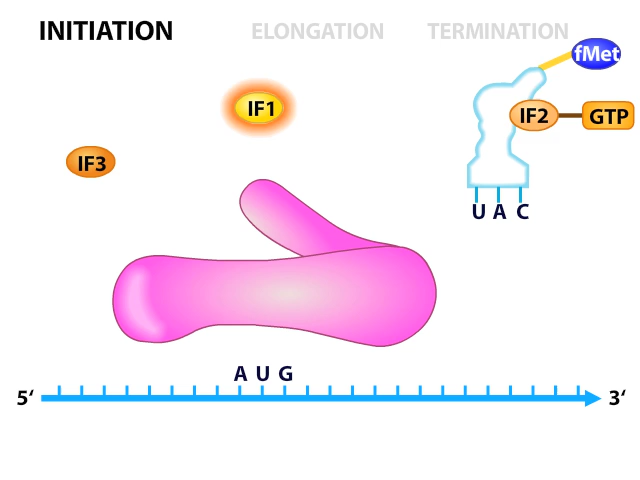 INITIATION
ELONGATION
TERMINATION
fMet
IF1
IF2
GTP
IF3
U A C
A U G
5‘
3‘